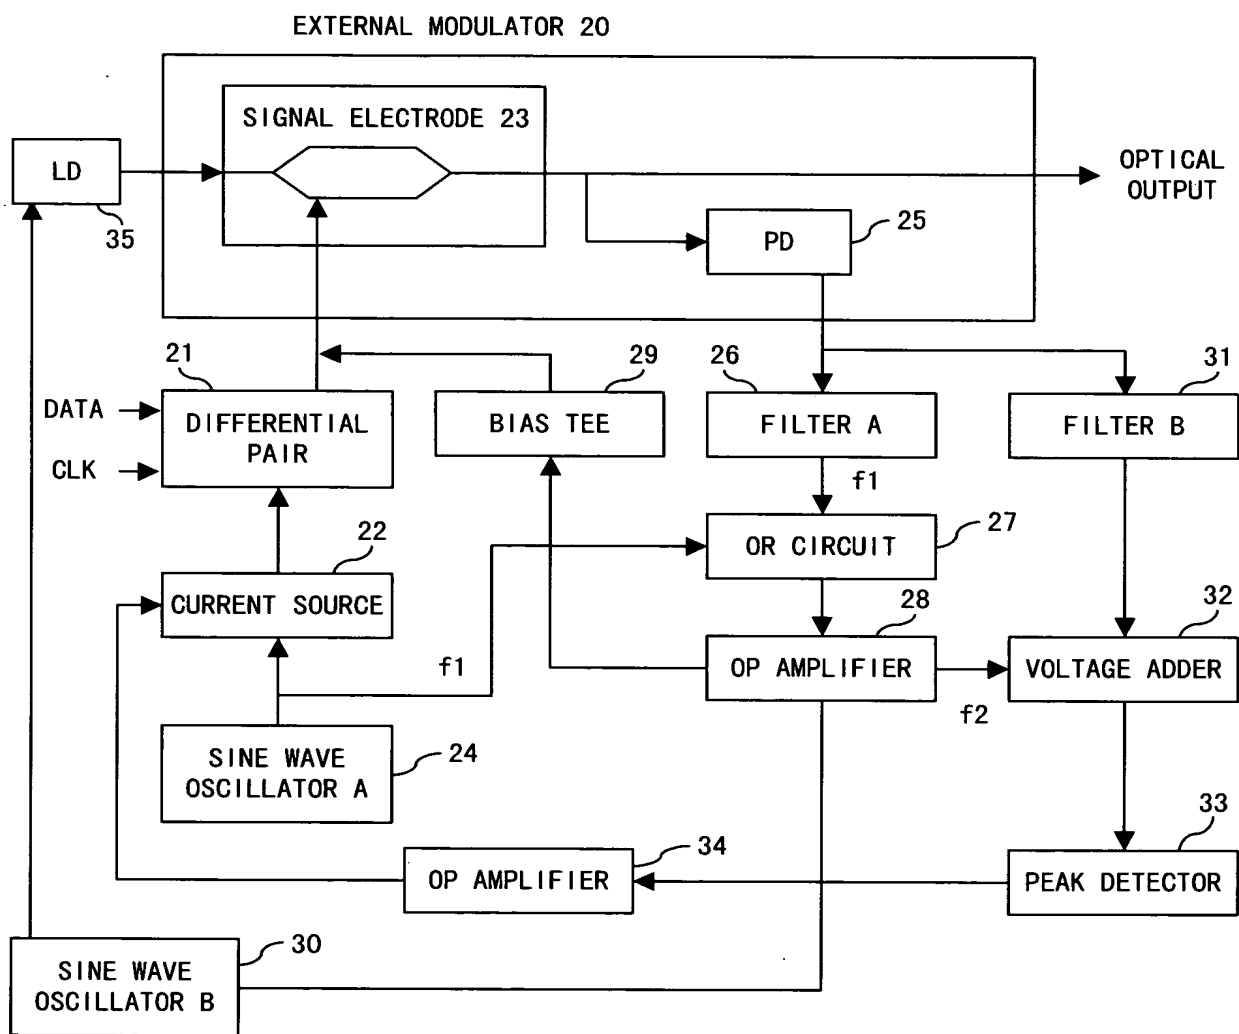 EXTERNAL MODULATOR 20
SIGNAL ELECTRODE 23
LD
35
OPTICAL
OUTPUT
PD
25
21
29
26
31
DATA
CLK
DIFFERENTIAL
PAIR
BIAS TEE
FILTER A
FILTER B
f1
22
27
OR CIRCUIT
CURRENT SOURCE
28
32
f1
OP AMPLIFIER
VOLTAGE ADDER
f2
SINE WAVE
OSCILLATOR A
24
33
34
OP AMPLIFIER
PEAK DETECTOR
30
SINE WAVE
OSCILLATOR B